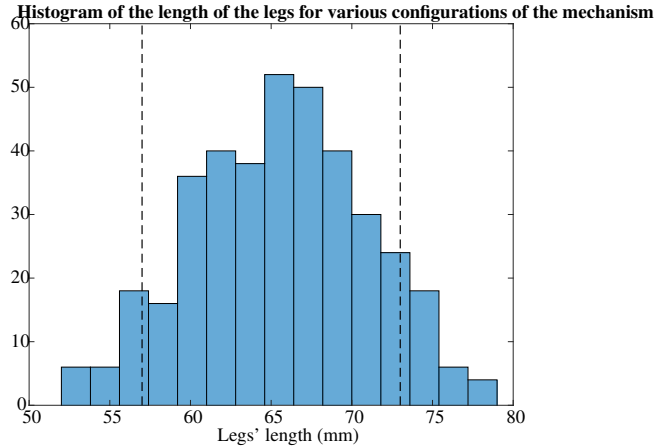 Histogram of the length of the legs for various configurations of the mechanism
60
50
40
30
20
10
0
50 55 60 65 70 75 80
Legs' length (mm)